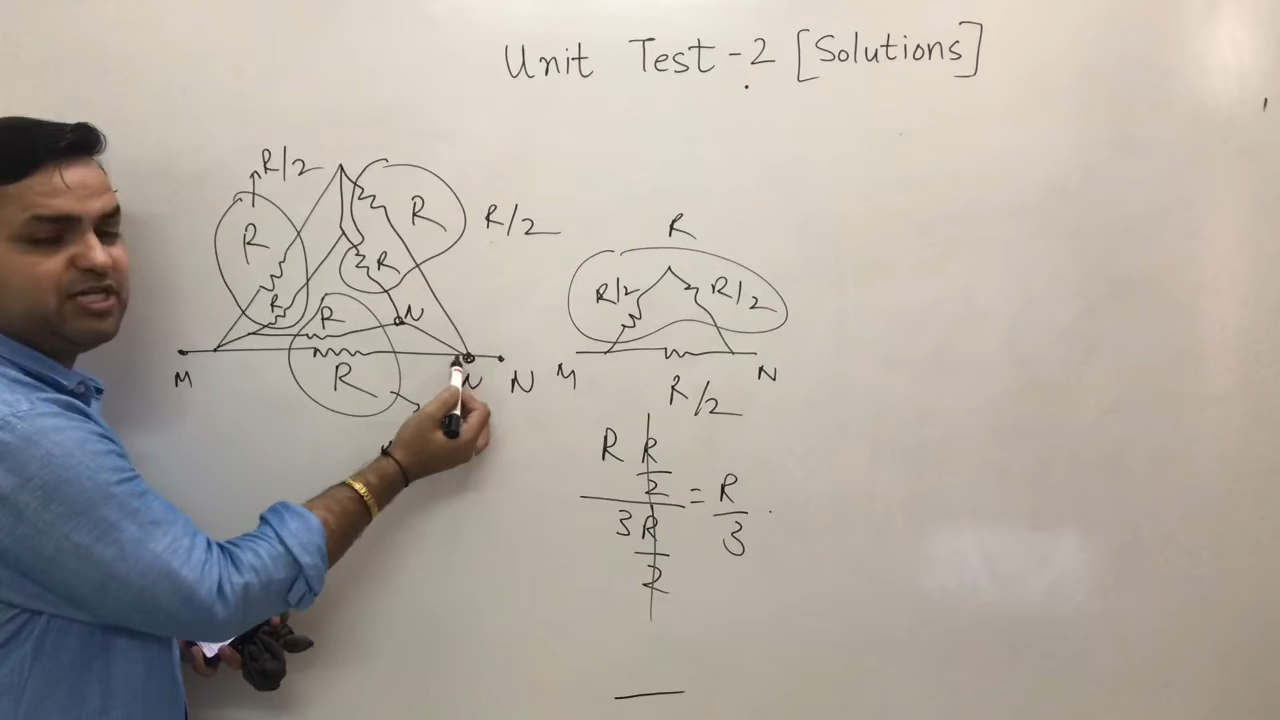 Unit Test - 2 [Solutions]
R/2
R
R
R/2
R
R
R
N
R
M
N
N
R
R/2
R/2
M
N
R/2
R R/2
3R/2
= R/3